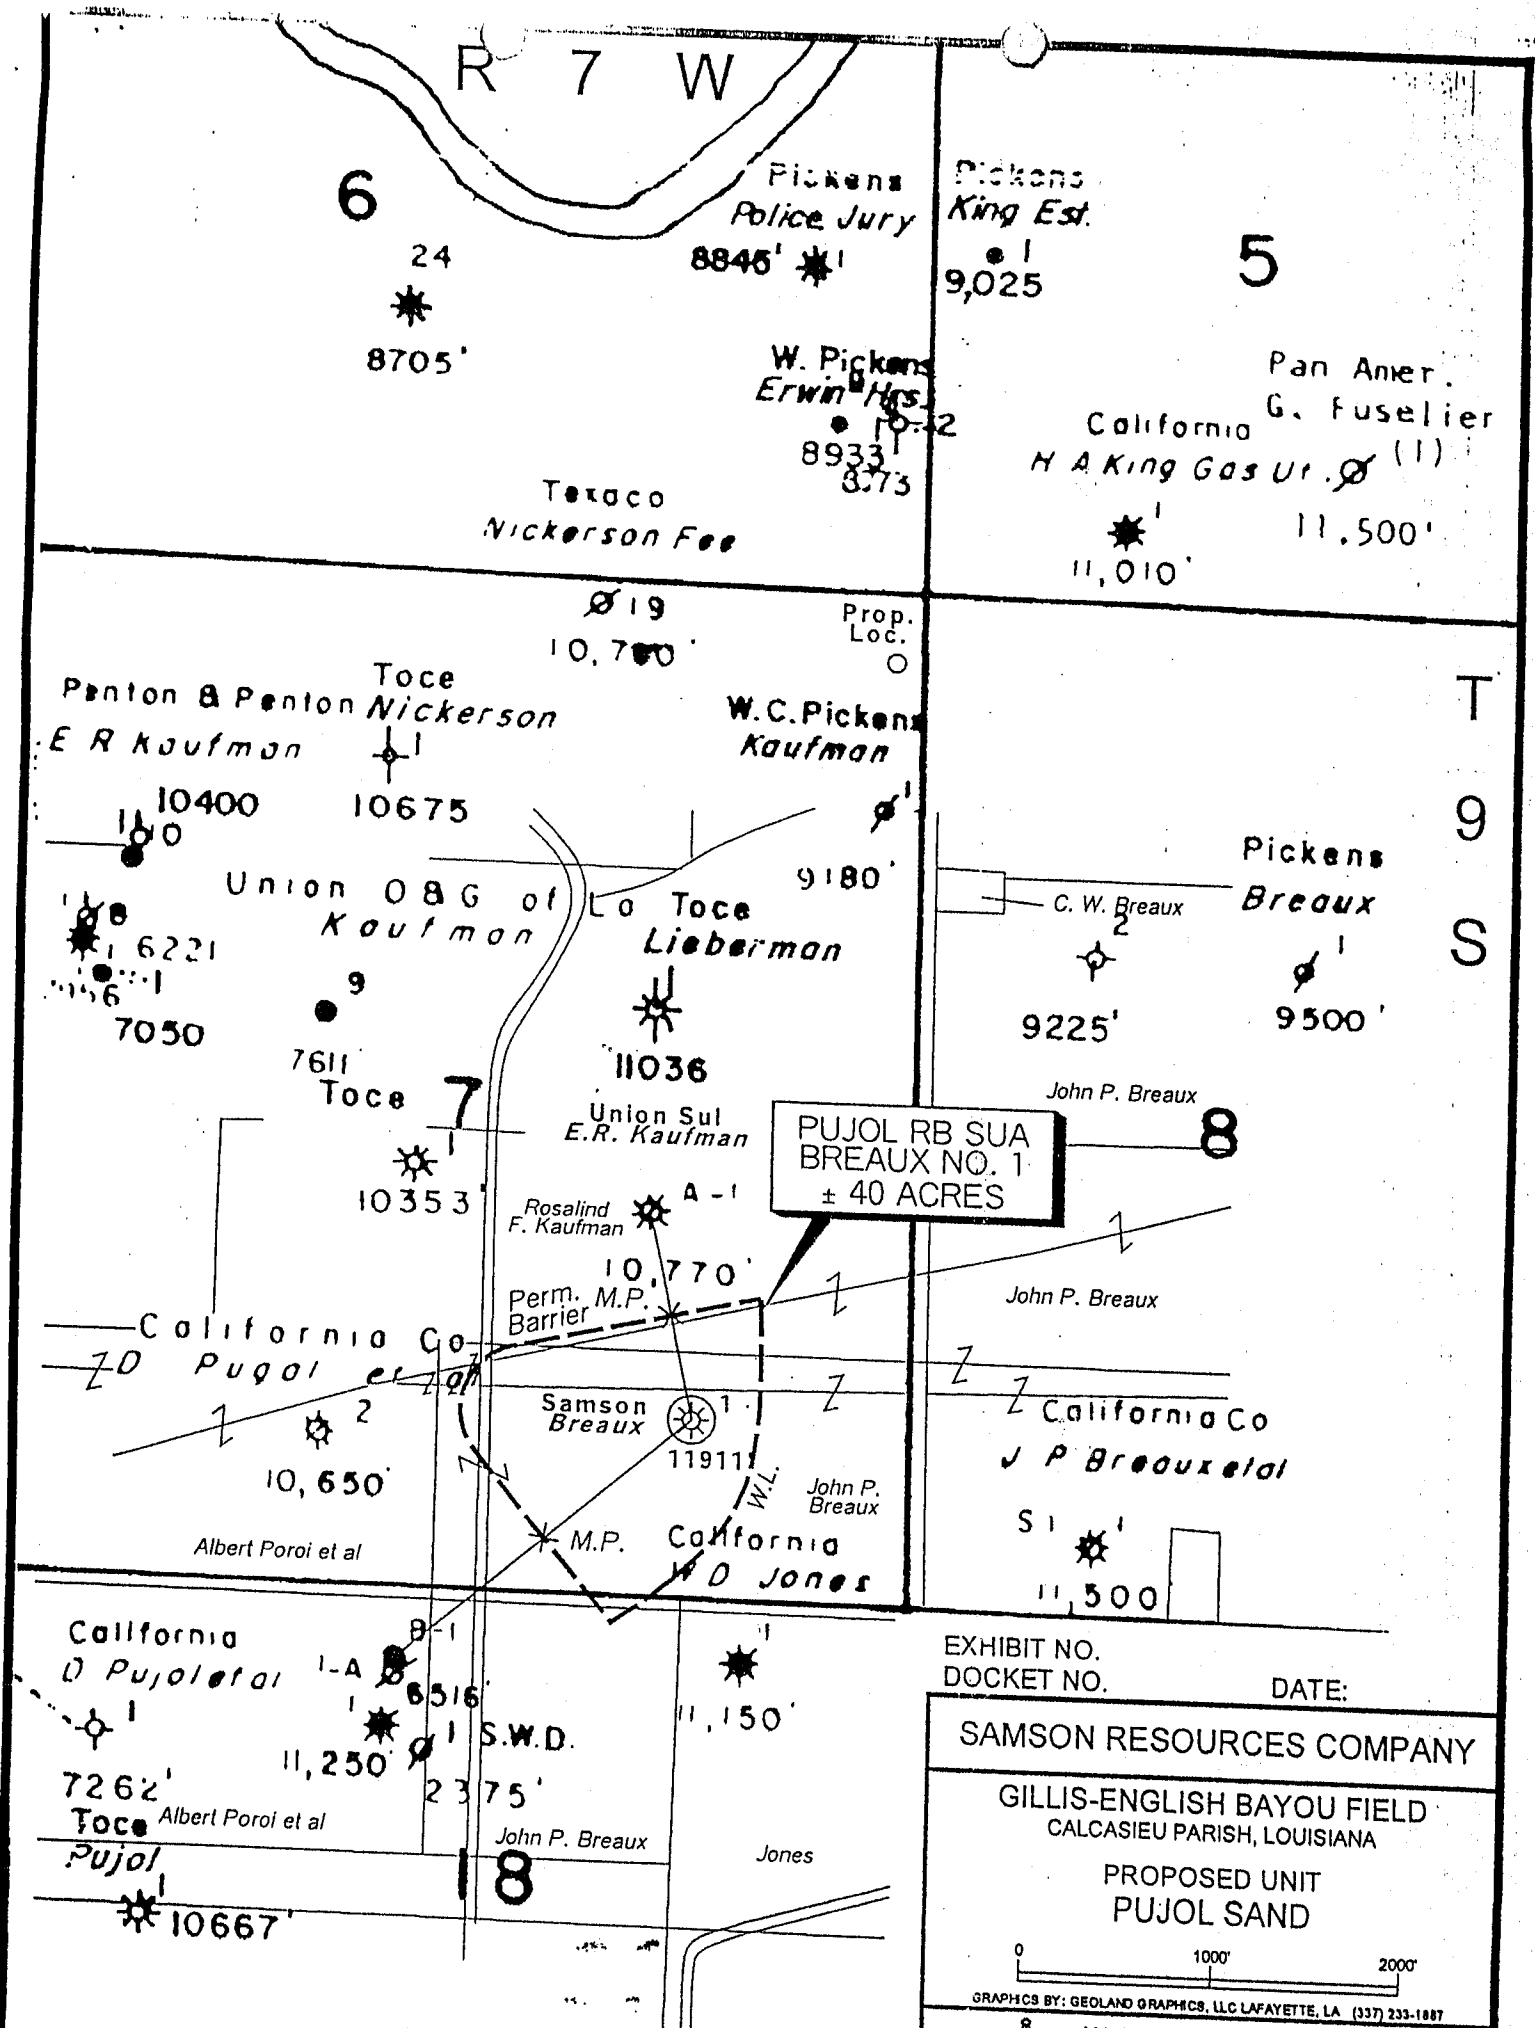 R 7 W
6
Pickens
Police Jury
8845' 1
Pickens
King Est.
1
9,025
5
24
8705'
W. Pickens
Erwin Hrs.
2
8933
Pan Amer.
G. Fuselier
(1)
11,500'
California
H A King Gas Ut.
1
11,010'
Texaco
Nickerson Fee
19
Prop.
Loc.
T
9
S
Penton & Penton
E R Kaufman
10400
Toce
Nickerson
1
10675
W.C. Pickens
Kaufman
1
9180'
10
Union O&G of La
Kaufman
8
6221
1
7050
9
7611
Toce
Lieberman
11036
C. W. Breaux
2
9225'
Pickens
Breaux
1
9500'
Toce
7
1
10353'
Union Sul
E.R. Kaufman
John P. Breaux
8
PUJOL RB SUA
BREAUX NO. 1
± 40 ACRES
Rosalind
F. Kaufman
A-1
10,770'
Perm.
Barrier
M.P.
John P. Breaux
California Co
D Pugol et al
2
10,650'
Samson
Breaux
1
11911'
W.L.
John P.
Breaux
California Co
J P Breaux etal
S 1 1
11,500
Albert Poroi et al
M.P.
California
W D Jones
1
11,150'
California
D Pujol etal
1
7262'
B-1
1-A
6516'
1
11,250'
1 S.W.D.
2375'
Toce
Pujol
1
10667'
Albert Poroi et al
John P. Breaux
18
Jones
EXHIBIT NO.
DOCKET NO. DATE:
SAMSON RESOURCES COMPANY
GILLIS-ENGLISH BAYOU FIELD
CALCASIEU PARISH, LOUISIANA
PROPOSED UNIT
PUJOL SAND
0 1000' 2000'
GRAPHICS BY: GEOLAND GRAPHICS, LLC LAFAYETTE, LA (337) 233-1887